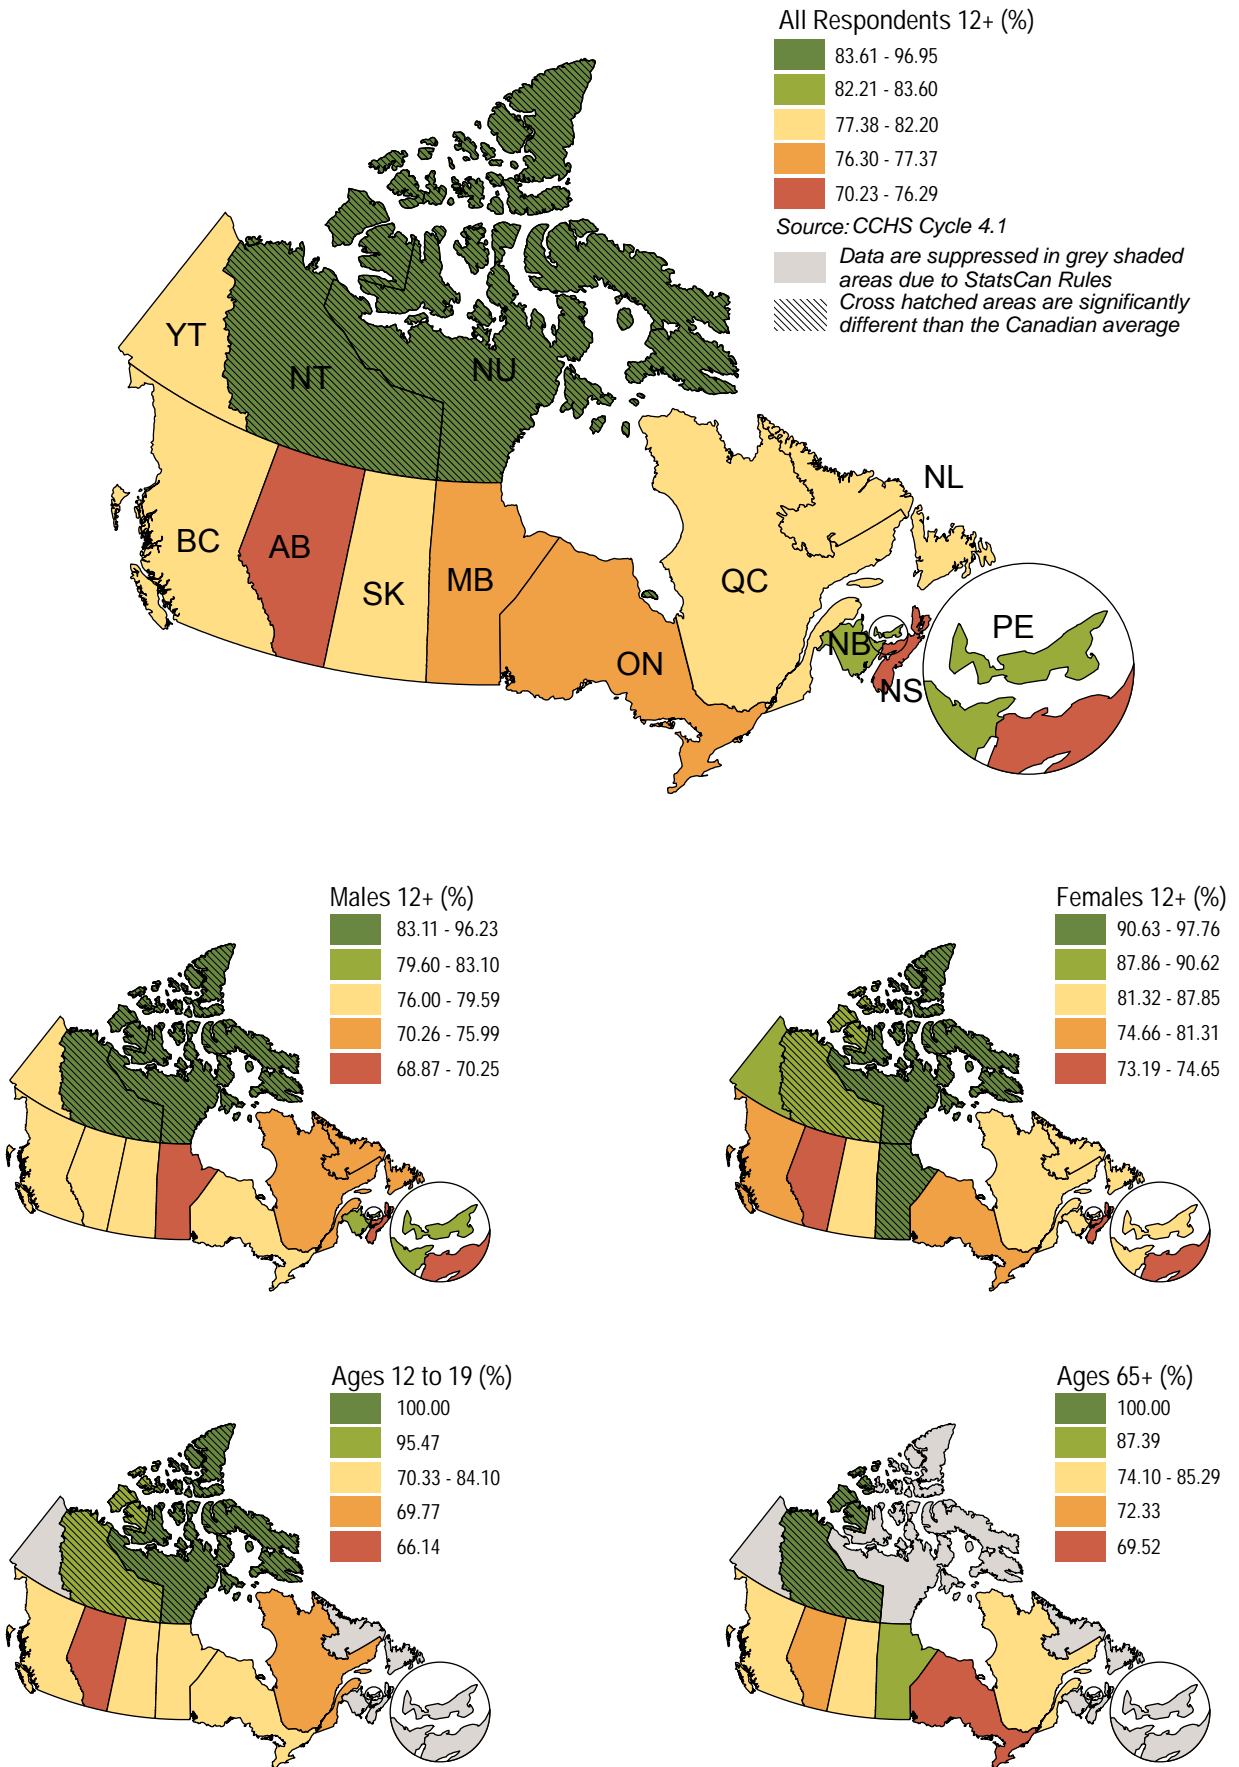 All Respondents 12+ (%)
83.61 - 96.95
82.21 - 83.60
77.38 - 82.20
76.30 - 77.37
70.23 - 76.29
Source: CCHS Cycle 4.1
Data are suppressed in grey shaded
areas due to StatsCan Rules
Cross hatched areas are significantly
different than the Canadian average
YT
NT
NU
NL
BC
AB
SK
MB
QC
ON
NB
PE
NS
Males 12+ (%)
83.11 - 96.23
79.60 - 83.10
76.00 - 79.59
70.26 - 75.99
68.87 - 70.25
Females 12+ (%)
90.63 - 97.76
87.86 - 90.62
81.32 - 87.85
74.66 - 81.31
73.19 - 74.65
Ages 12 to 19 (%)
100.00
95.47
70.33 - 84.10
69.77
66.14
Ages 65+ (%)
100.00
87.39
74.10 - 85.29
72.33
69.52